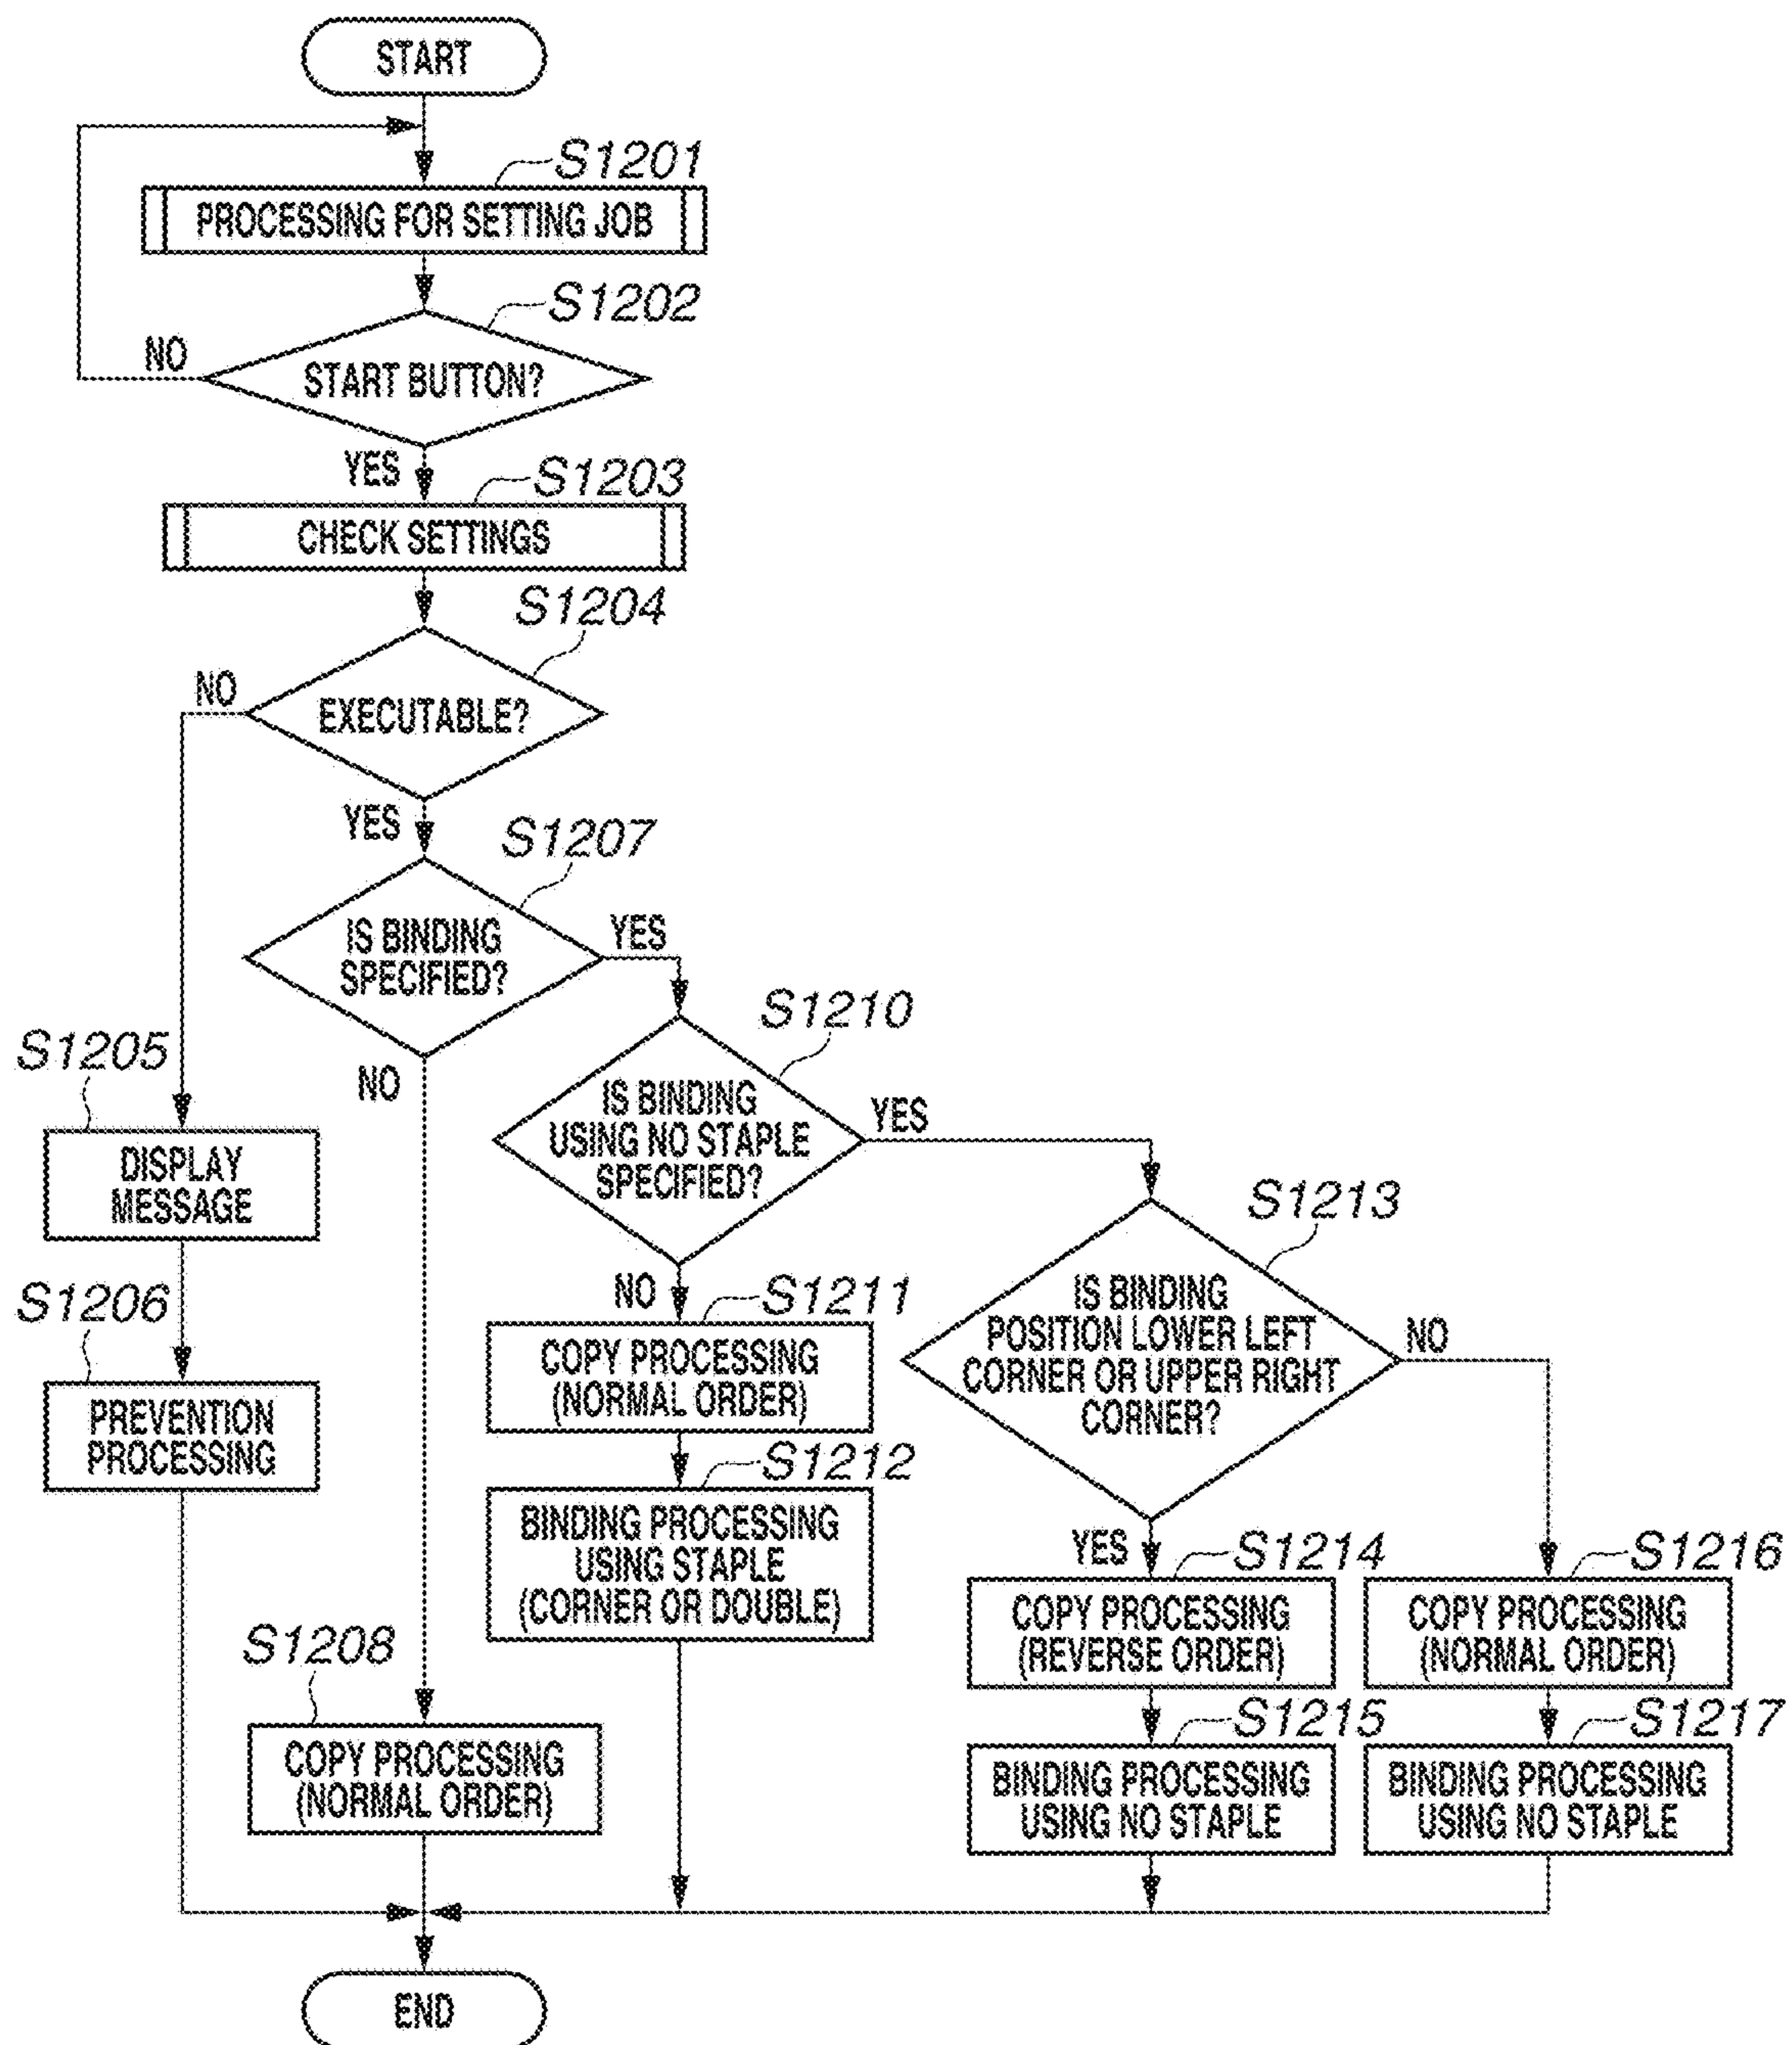 START
S1201
PROCESSING FOR SETTING JOB
S1202
NO
START BUTTON?
YES
S1203
CHECK SETTINGS
S1204
NO
EXECUTABLE?
YES
S1207
IS BINDING
SPECIFIED?
YES
NO
S1210
IS BINDING
USING NO STAPLE
SPECIFIED?
YES
NO
S1205
DISPLAY
MESSAGE
S1206
PREVENTION
PROCESSING
S1213
IS BINDING
POSITION LOWER LEFT
CORNER OR UPPER RIGHT
CORNER?
NO
YES
S1211
COPY PROCESSING
(NORMAL ORDER)
S1212
BINDING PROCESSING
USING STAPLE
(CORNER OR DOUBLE)
S1214
COPY PROCESSING
(REVERSE ORDER)
S1216
COPY PROCESSING
(NORMAL ORDER)
S1208
COPY PROCESSING
(NORMAL ORDER)
S1215
BINDING PROCESSING
USING NO STAPLE
S1217
BINDING PROCESSING
USING NO STAPLE
END